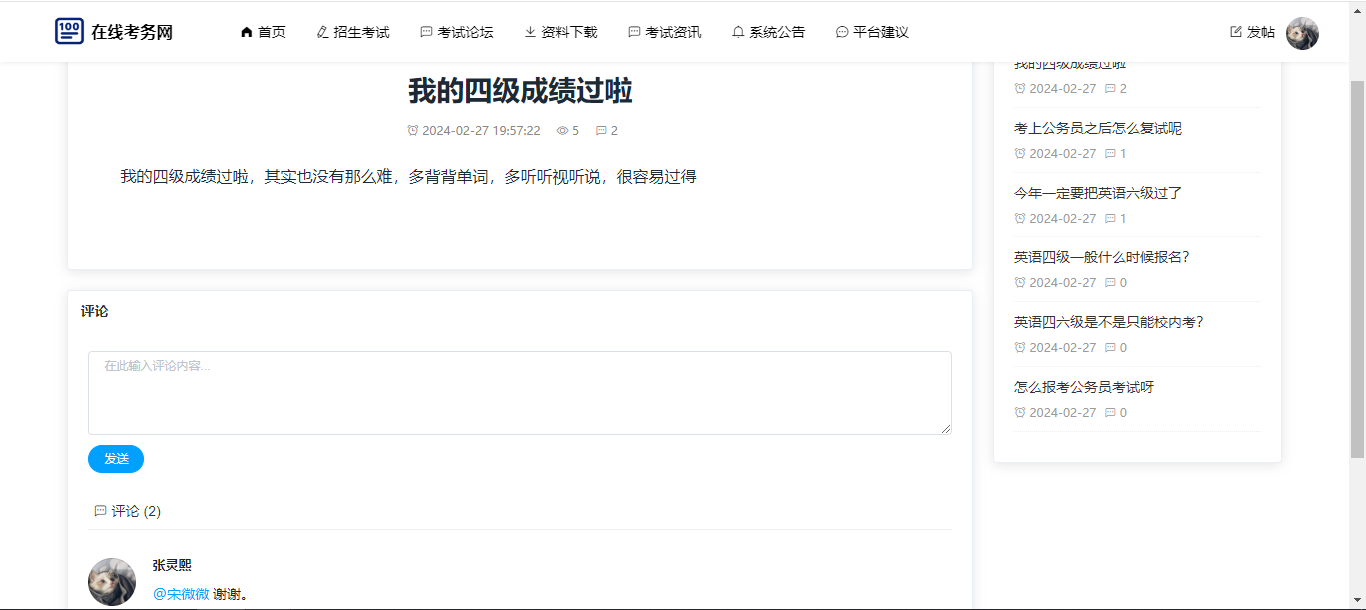 100 在线考务网 首页 招生考试 考试论坛 资料下载 考试资讯 系统公告 平台建议 发帖
我的四级成绩过啦
2024-02-27 19:57:22 5 2
我的四级成绩过啦，其实也没有那么难，多背背单词，多听听视听说，很容易过得
评论
在此输入评论内容...
发送
评论 (2)
张灵熙
@宋微微 谢谢。
我的四级成绩过啦
2024-02-27 2
考上公务员之后怎么复试呢
2024-02-27 1
今年一定要把英语六级过了
2024-02-27 1
英语四级一般什么时候报名?
2024-02-27 0
英语四六级是不是只能校内考?
2024-02-27 0
怎么报考公务员考试呀
2024-02-27 0